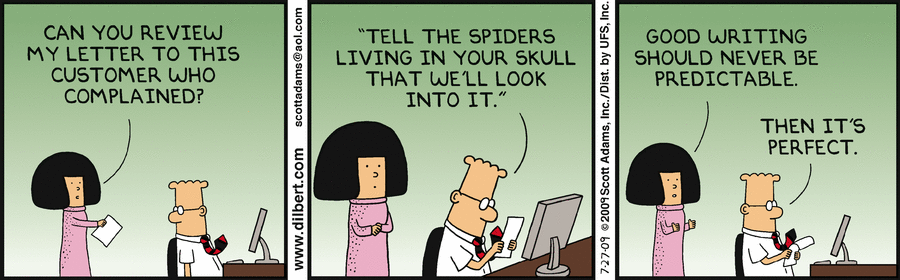 CAN YOU REVIEW
MY LETTER TO THIS
CUSTOMER WHO
COMPLAINED?
www.dilbert.com scottadams@aol.com
"TELL THE SPIDERS
LIVING IN YOUR SKULL
THAT WE'LL LOOK
INTO IT."
7-27-09 ©2009 Scott Adams, Inc./Dist. by UFS, Inc.
GOOD WRITING
SHOULD NEVER BE
PREDICTABLE.
THEN IT'S
PERFECT.